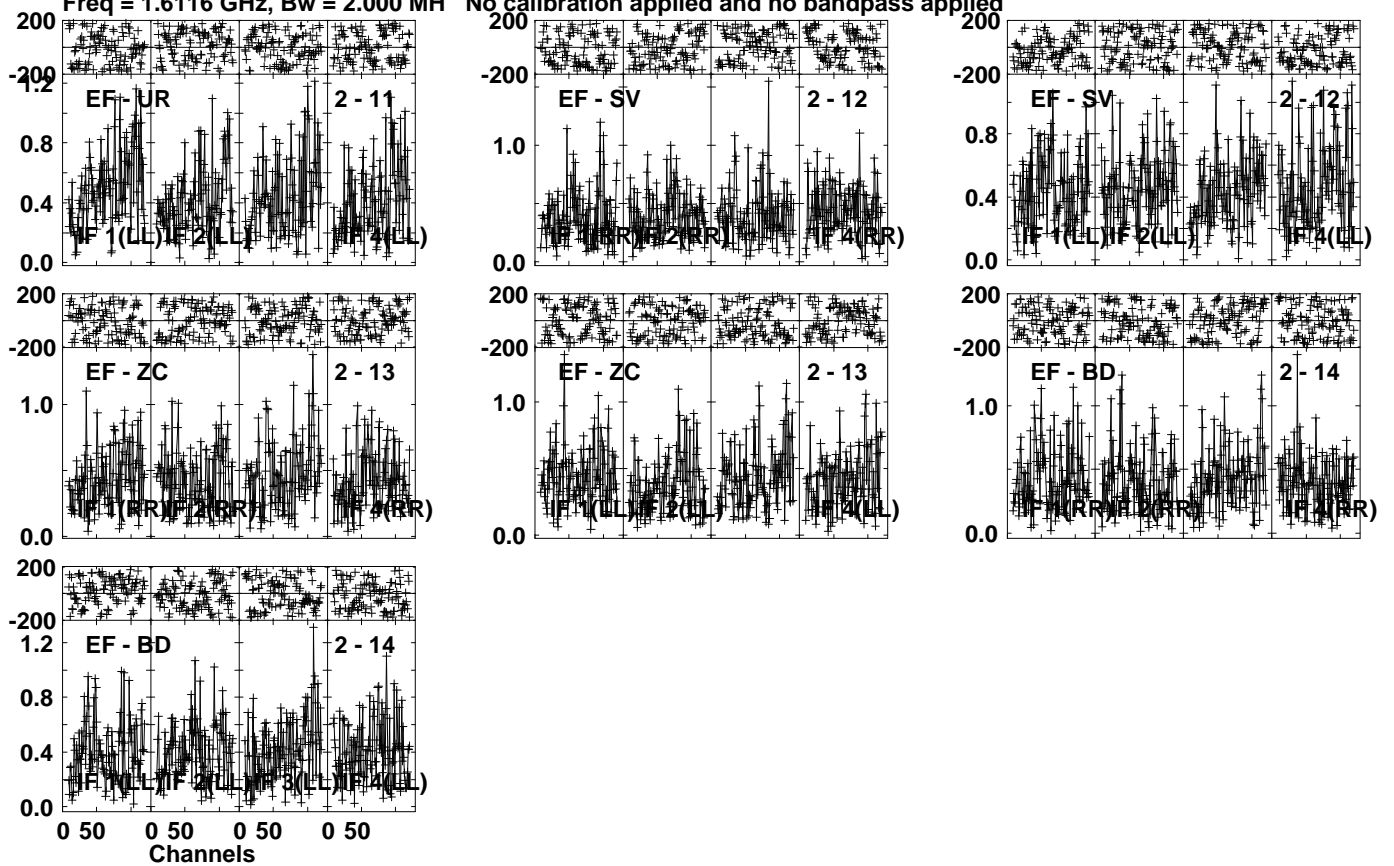 Freq = 1.6116 GHz, Bw = 2.000 MH No calibration applied and no bandpass applied
200
-200
EF - UR 2 - 11
1.2
0.8
0.4
0.0
IF 1(LL) IF 2(LL) IF 4(LL)
200
-200
EF - SV 2 - 12
1.0
0.0
IF 1(RR) IF 2(RR) IF 4(RR)
200
-200
EF - SV 2 - 12
0.8
0.4
0.0
IF 1(LL) IF 2(LL) IF 4(LL)
200
-200
EF - ZC 2 - 13
1.0
0.0
IF 1(RR) IF 2(RR) IF 4(RR)
200
-200
EF - ZC 2 - 13
1.0
0.0
IF 1(LL) IF 2(LL) IF 4(LL)
200
-200
EF - BD 2 - 14
1.0
0.0
IF 1(RR) IF 2(RR) IF 4(RR)
200
-200
EF - BD 2 - 14
1.2
0.8
0.4
0.0
IF 1(LL) IF 2(LL) IF 3(LL) IF 4(LL)
0 50 0 50 0 50 0 50
Channels